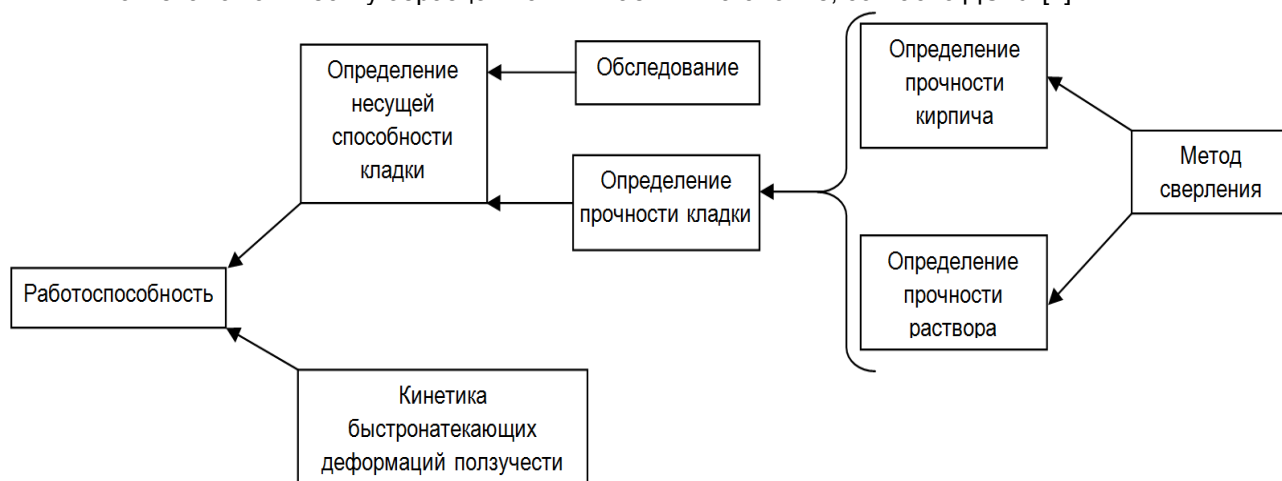 Определение
несущей
способности
кладки
Обследование
Определение
прочности кладки
Определение
прочности
кирпича
Метод
сверления
Определение
прочности
раствора
Работоспособность
Кинетика
быстронатекающих
деформаций ползучести